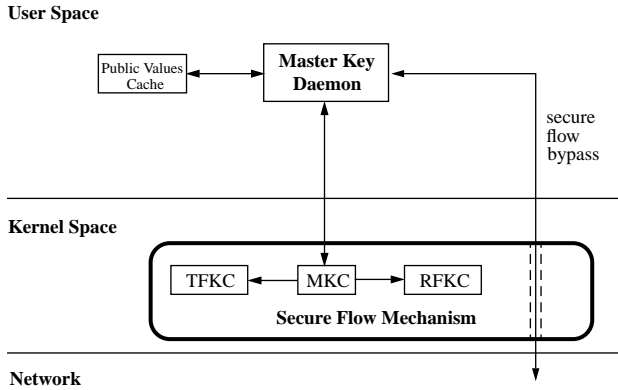 User Space
Public Values
Cache
Master Key
Daemon
secure
flow
bypass
Kernel Space
TFKC
MKC
RFKC
Secure Flow Mechanism
Network